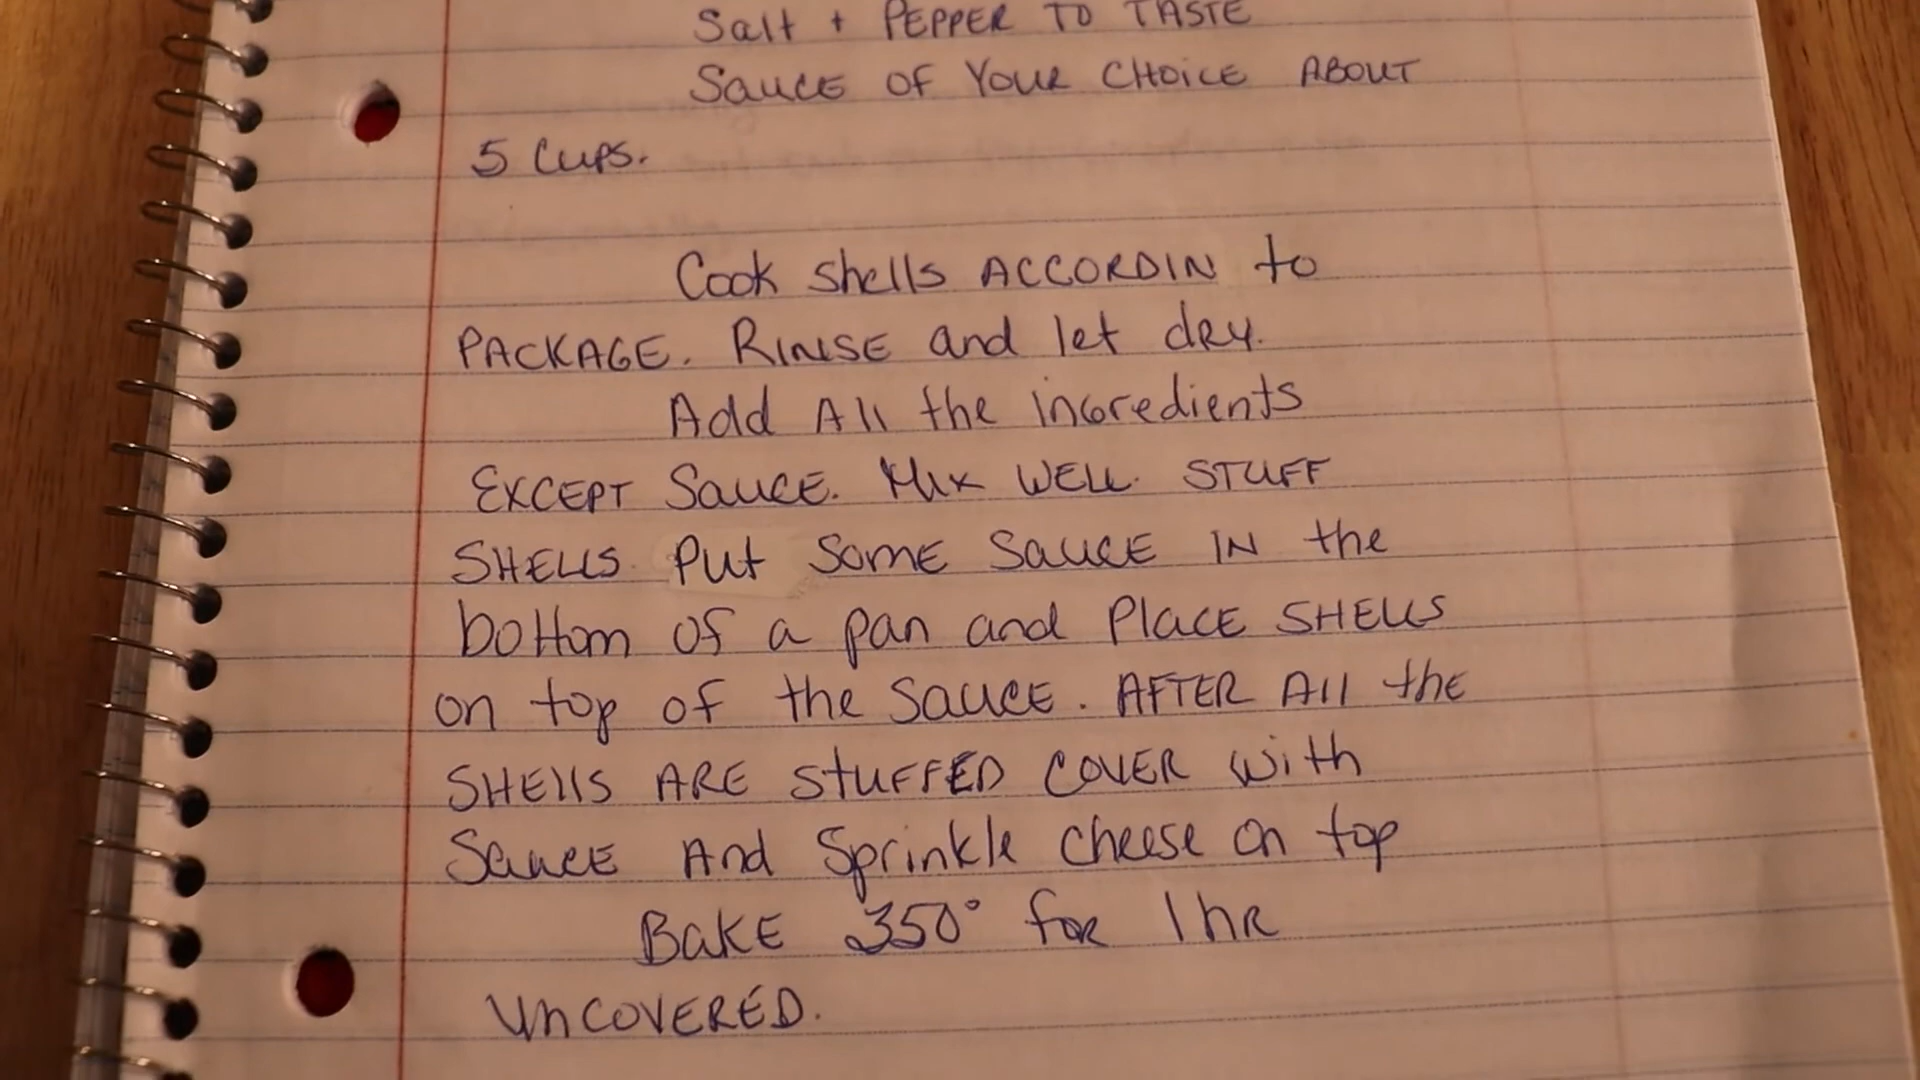 Salt + PEPPER TO TASTE
SAUCE OF YOUR CHOICE ABOUT
5 Cups.
Cook shells ACCORDIN to
PACKAGE. RINSE and let dry.
Add All the ingredients
EXCEPT SAUCE. Mix WELL. STUFF
SHELLS. Put Some SAUCE IN the
bottom of a pan and Place SHELLS
on top of the SAUCE. AFTER All the
SHEllS ARE STUFFED COVER with
SAUCE And Sprinkle cheese on top
BAKE 350° for 1 hR
UNCOVERED.